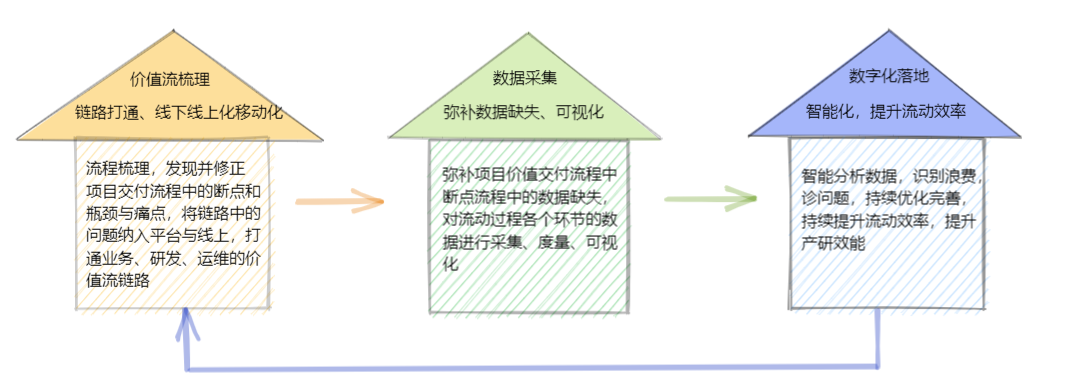 价值流梳理
链路打通、线下线上化移动化
流程梳理，发现并修正
项目交付流程中的断点和
瓶颈与痛点，将链路中的
问题纳入平台与线上，打
通业务、研发、运维的价
值流链路
数据采集
弥补数据缺失、可视化
弥补项目价值交付流程中
断点流程中的数据缺失，
对流动过程各个环节的数
据进行采集、度量、可视
化
数字化落地
智能化，提升流动效率
智能分析数据，识别浪费，
诊问题，持续优化完善，
持续提升流动效率，提升
产研效能